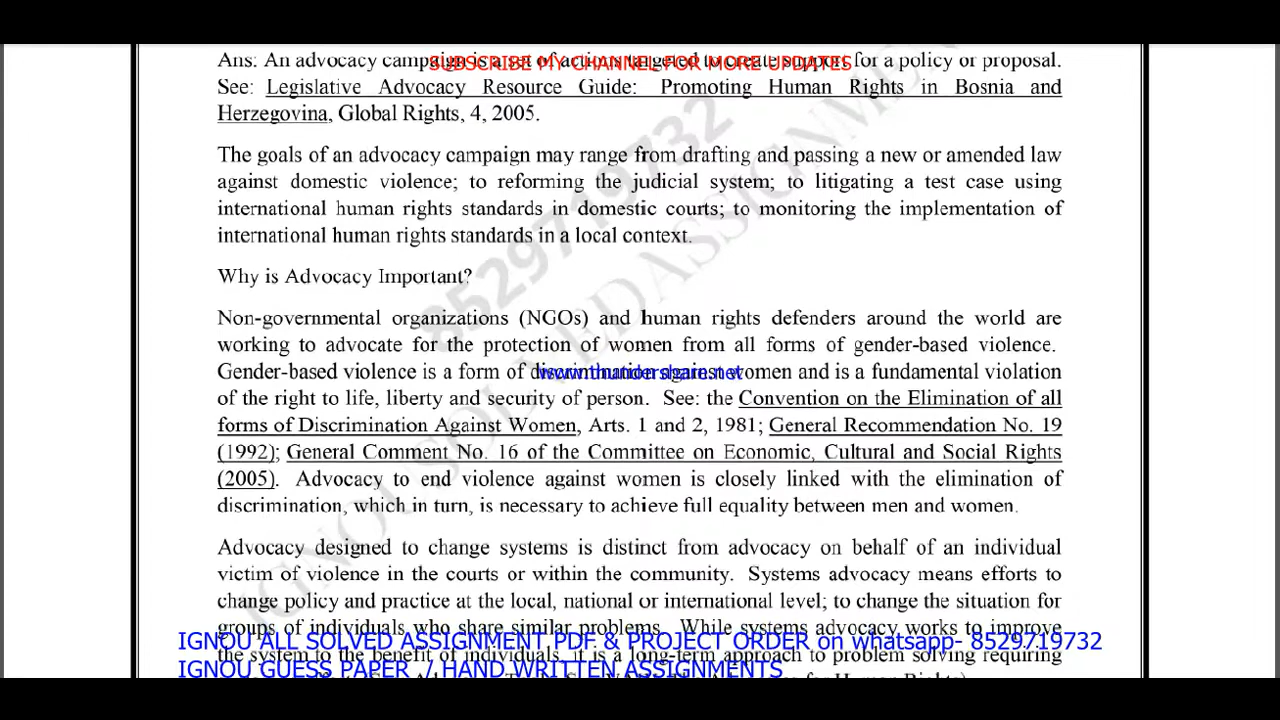 Ans: An advocacy campaign is a set of actions targeted to create support for a policy or proposal.
SUBSCRIBE MY CHANNEL FOR MORE UPDATES
See: Legislative Advocacy Resource Guide: Promoting Human Rights in Bosnia and
Herzegovina, Global Rights, 4, 2005.
The goals of an advocacy campaign may range from drafting and passing a new or amended law
against domestic violence; to reforming the judicial system; to litigating a test case using
international human rights standards in domestic courts; to monitoring the implementation of
international human rights standards in a local context.
Why is Advocacy Important?
Non-governmental organizations (NGOs) and human rights defenders around the world are
working to advocate for the protection of women from all forms of gender-based violence.
Gender-based violence is a form of discrimination against women and is a fundamental violation
www.thundershare.net
of the right to life, liberty and security of person. See: the Convention on the Elimination of all
forms of Discrimination Against Women, Arts. 1 and 2, 1981; General Recommendation No. 19
(1992); General Comment No. 16 of the Committee on Economic, Cultural and Social Rights
(2005). Advocacy to end violence against women is closely linked with the elimination of
discrimination, which in turn, is necessary to achieve full equality between men and women.
Advocacy designed to change systems is distinct from advocacy on behalf of an individual
victim of violence in the courts or within the community. Systems advocacy means efforts to
change policy and practice at the local, national or international level; to change the situation for
groups of individuals who share similar problems. While systems advocacy works to improve
IGNOU ALL SOLVED ASSIGNMENT PDF & PROJECT ORDER on whatsapp- 8529719732
the system to the benefit of individuals, it is a long-term approach to problem solving requiring
IGNOU GUESS PAPER / HAND WRITTEN ASSIGNMENTS
8529719732
IGNOU SOLVED ASSIGNMEN